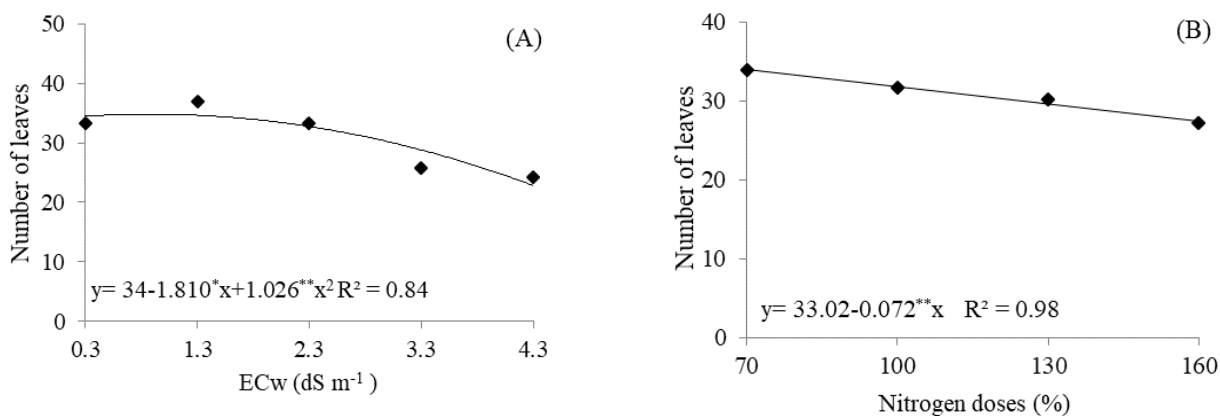 (A)
Number of leaves
50
40
30
20
10
0
y= 34-1.810*x+1.026**x² R² = 0.84
0.3 1.3 2.3 3.3 4.3
ECw (dS m⁻¹ )
(B)
Number of leaves
40
30
20
10
0
y= 33.02-0.072**x R² = 0.98
70 100 130 160
Nitrogen doses (%)